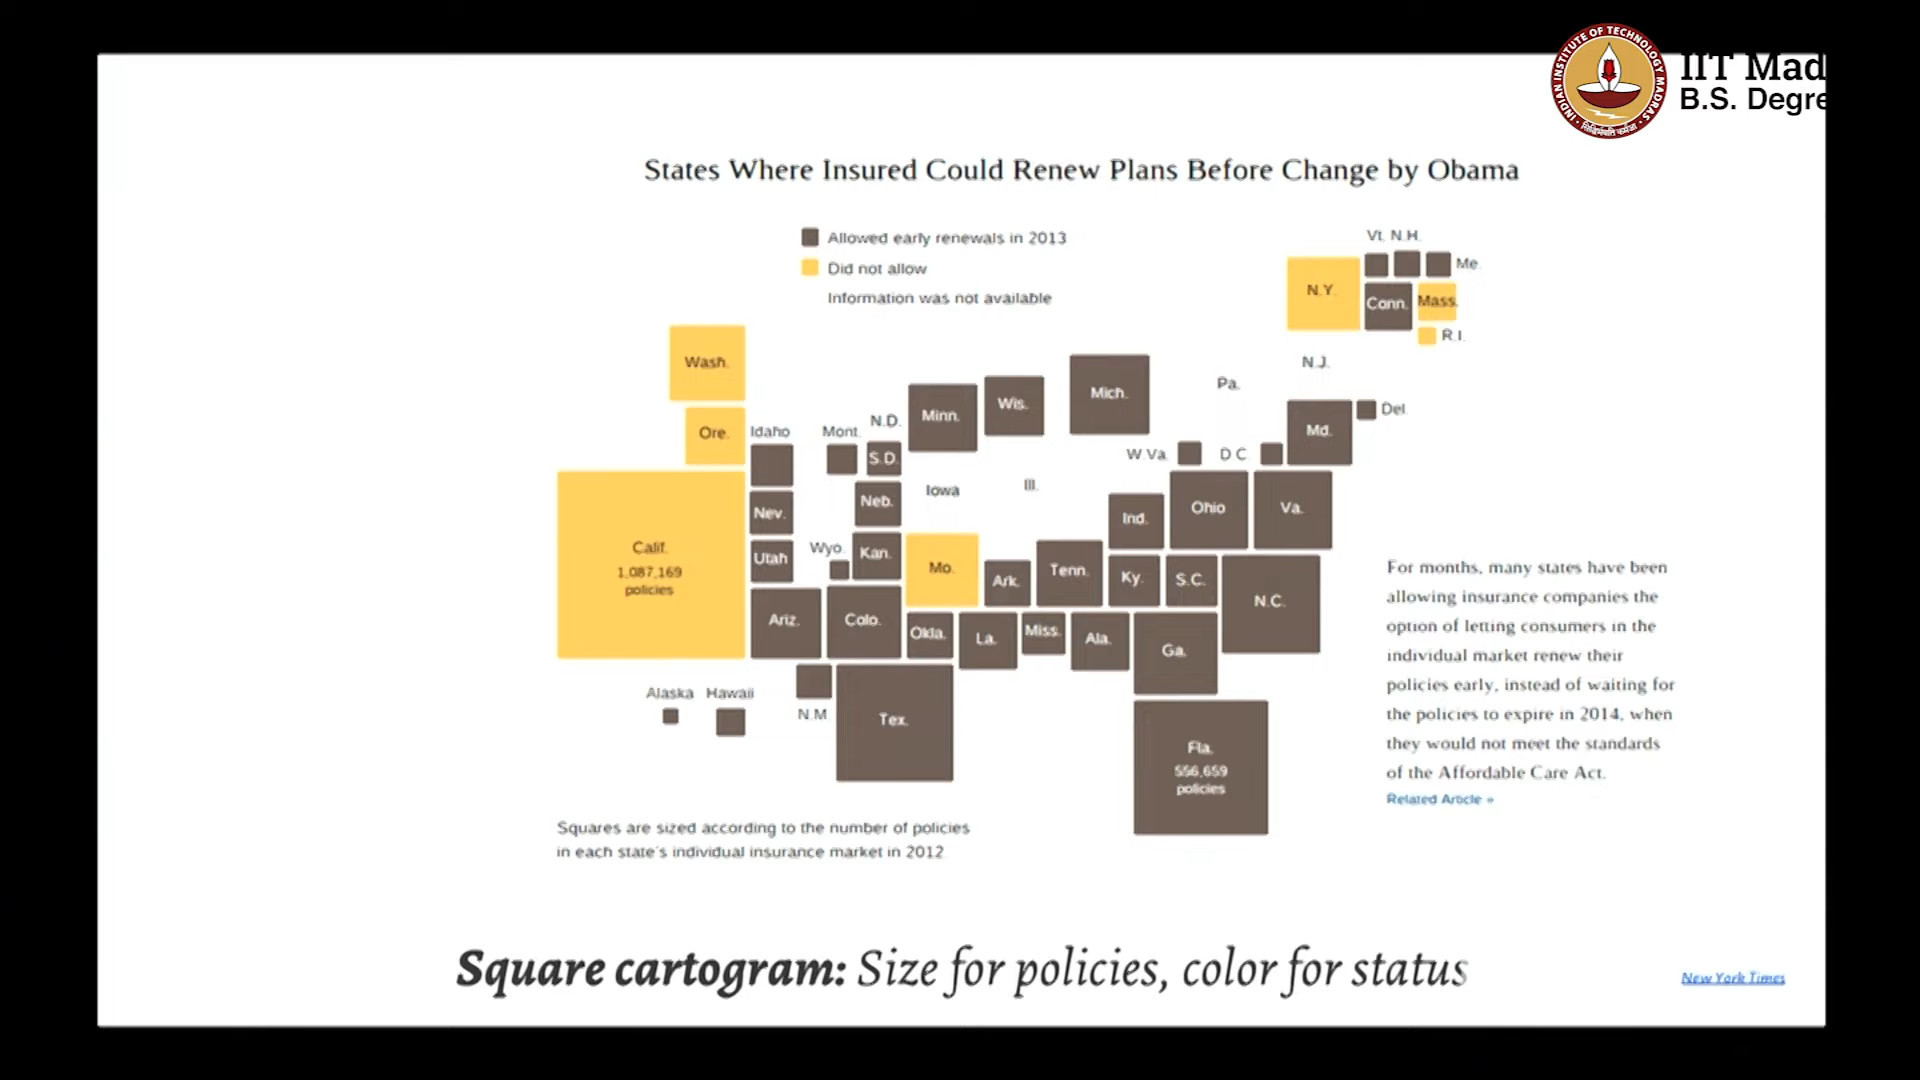 IIT Mad
B.S. Degre
INDIAN INSTITUTE OF TECHNOLOGY MADRAS
States Where Insured Could Renew Plans Before Change by Obama
Allowed early renewals in 2013
Did not allow
Information was not available
Vt. N.H.
Me.
N.Y.
Conn.
Mass.
R.I.
N.J.
Pa.
Wash.
Mich.
Wis.
Minn.
Del.
Md.
Ore.
Idaho
Mont.
N.D.
S.D.
W.Va.
D.C.
Iowa
Ill.
Neb.
Nev.
Ind.
Ohio
Va.
Calif.
1,087,169
policies
Utah
Wyo.
Kan.
Mo.
Ark.
Tenn.
Ky.
S.C.
N.C.
Ariz.
Colo.
Okla.
La.
Miss.
Ala.
Ga.
Alaska
Hawaii
N.M.
Tex.
Fla.
556,659
policies
For months, many states have been
allowing insurance companies the
option of letting consumers in the
individual market renew their
policies early, instead of waiting for
the policies to expire in 2014, when
they would not meet the standards
of the Affordable Care Act.
Related Article »
Squares are sized according to the number of policies
in each state's individual insurance market in 2012.
Square cartogram: Size for policies, color for status
New York Times